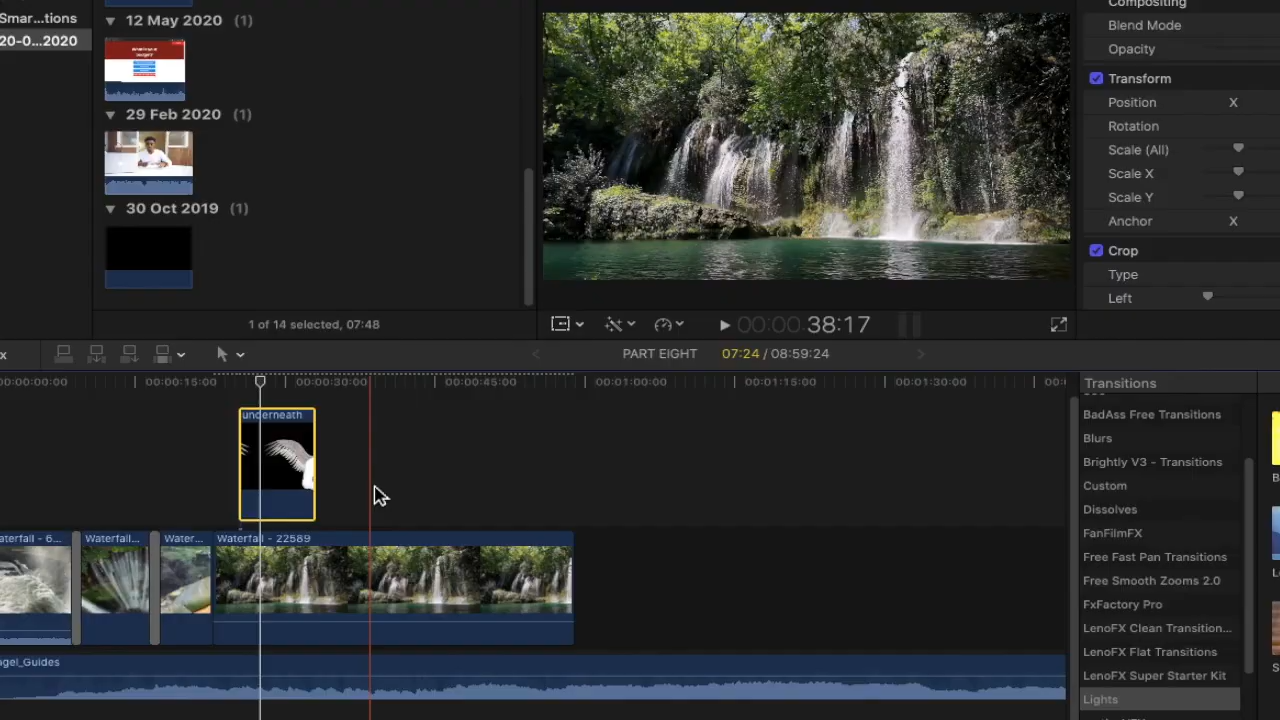 Smar...tions
20-0...2020
12 May 2020 (1)
29 Feb 2020 (1)
30 Oct 2019 (1)
1 of 14 selected, 07:48
00:00:38:17
Compositing
Blend Mode
Opacity
Transform
Position X
Rotation
Scale (All)
Scale X
Scale Y
Anchor X
Crop
Type
Left
x
PART EIGHT 07:24 / 08:59:24
00:00:00:00 00:00:15:00 00:00:30:00 00:00:45:00 00:01:00:00 00:01:15:00 00:01:30:00 00:0
underneath
aterfall - 6... Waterfall... Water... Waterfall - 22589
agel_Guides
Transitions
BadAss Free Transitions
Blurs
Brightly V3 - Transitions
Custom
Dissolves
FanFilmFX
Free Fast Pan Transitions
Free Smooth Zooms 2.0
FxFactory Pro
LenoFX Clean Transition...
LenoFX Flat Transitions
LenoFX Super Starter Kit
Lights